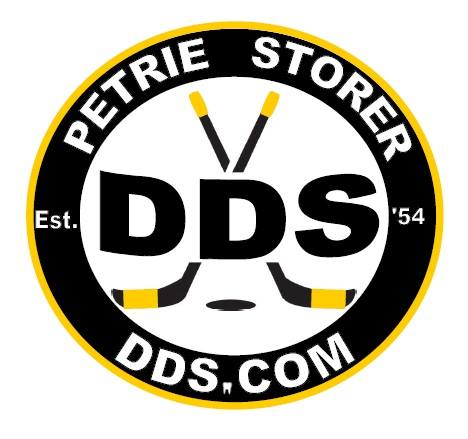 PETRIE STORER
Est. DDS '54
DDS.COM